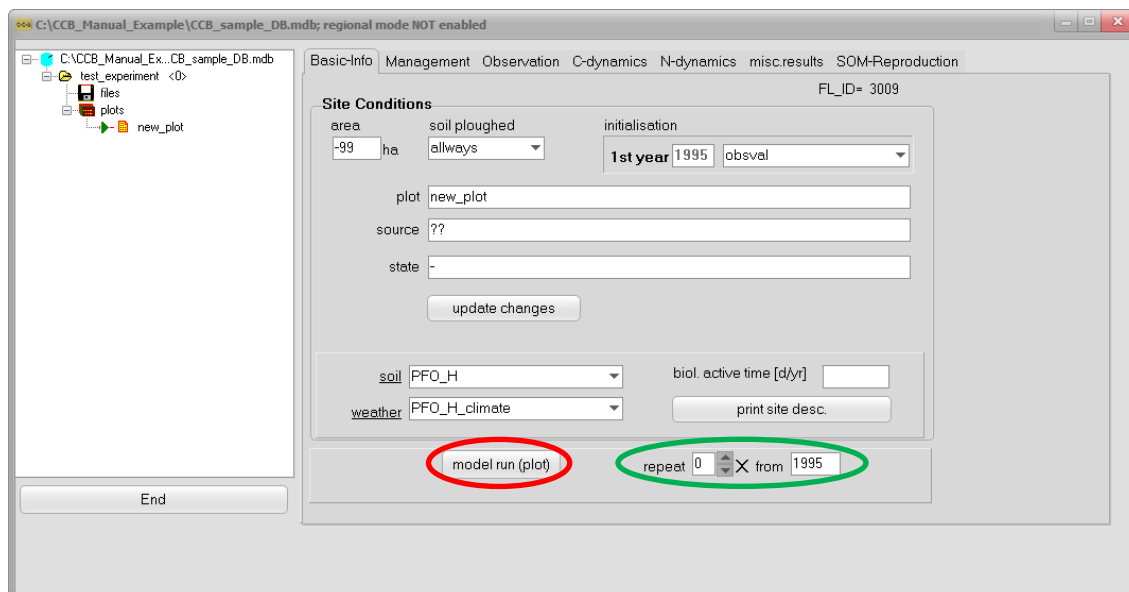 C:\CCB_Manual_Example\CCB_sample_DB.mdb; regional mode NOT enabled
C:\CCB_Manual_Ex...CB_sample_DB.mdb
test_experiment <0>
files
plots
new_plot
End
Basic-Info Management Observation C-dynamics N-dynamics misc.results SOM-Reproduction
FL_ID= 3009
Site Conditions
area soil ploughed initialisation
-99 ha allways 1st year 1995 obsval
plot new_plot
source ??
state -
update changes
soil PFO_H biol. active time [d/yr]
weather PFO_H_climate print site desc.
model run (plot) repeat 0 X from 1995